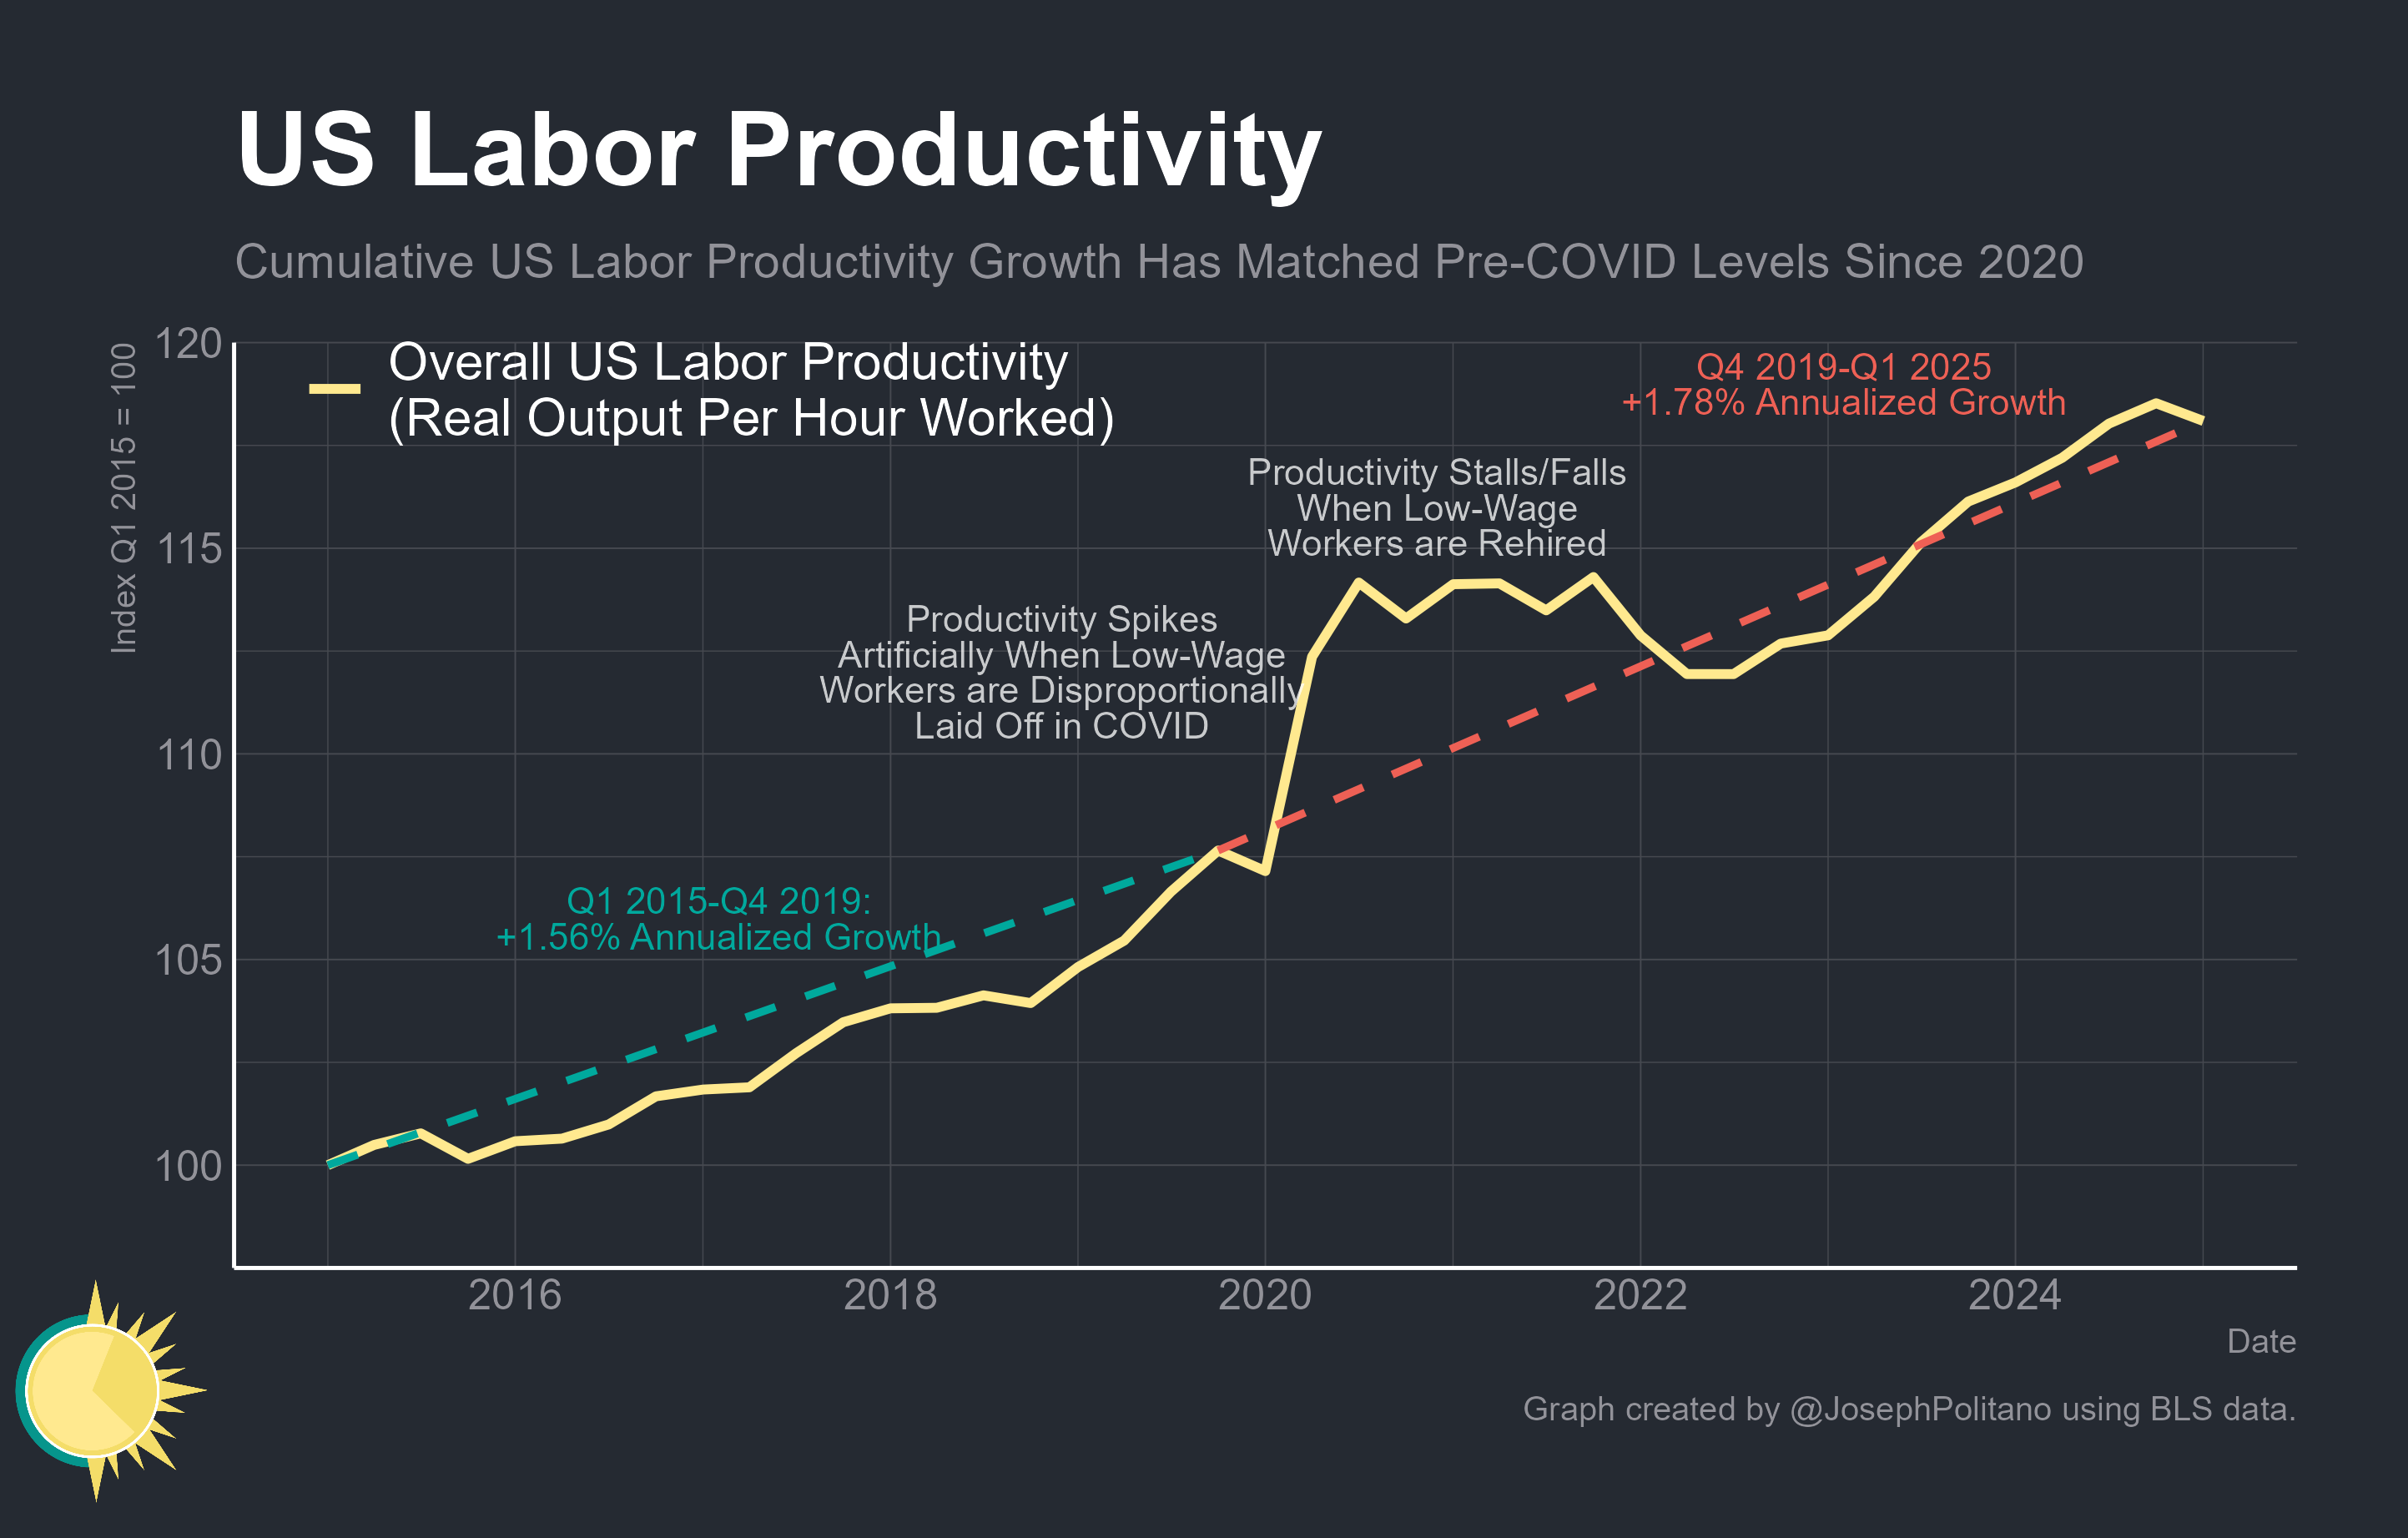 US Labor Productivity
Cumulative US Labor Productivity Growth Has Matched Pre-COVID Levels Since 2020
Index Q1 2015 = 100
120
115
110
105
100
Overall US Labor Productivity
(Real Output Per Hour Worked)
Q4 2019-Q1 2025
+1.78% Annualized Growth
Productivity Stalls/Falls
When Low-Wage
Workers are Rehired
Productivity Spikes
Artificially When Low-Wage
Workers are Disproportionally
Laid Off in COVID
Q1 2015-Q4 2019:
+1.56% Annualized Growth
2016
2018
2020
2022
2024
Date
Graph created by @JosephPolitano using BLS data.